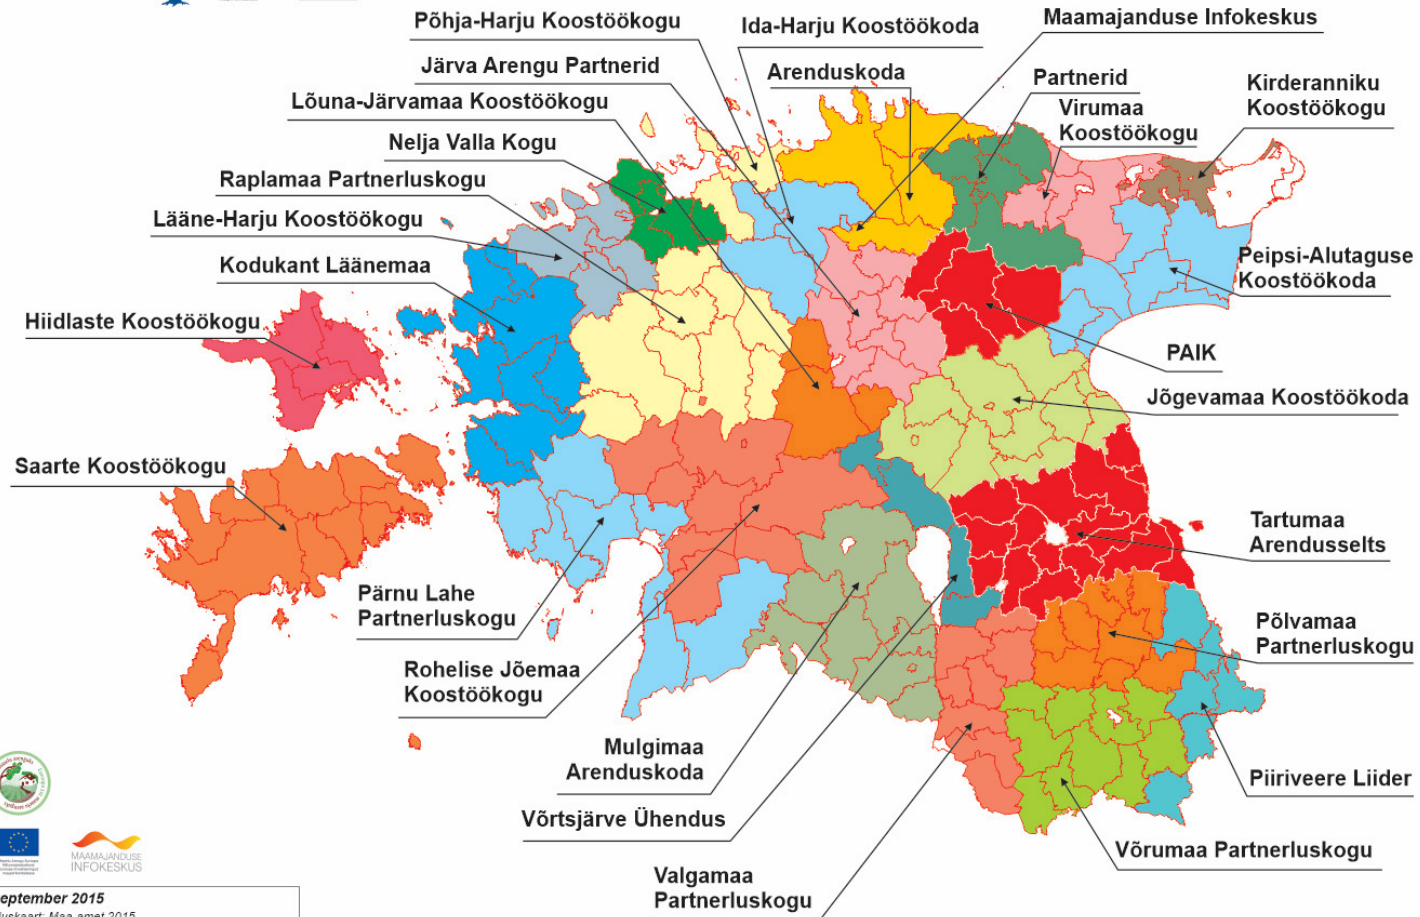 Põhja-Harju Koostöökogu
Ida-Harju Koostöökoda
Maamajanduse Infokeskus
Järva Arengu Partnerid
Arenduskoda
Partnerid
Kirderanniku
Koostöökogu
Lõuna-Järvamaa Koostöökogu
Virumaa
Koostöökogu
Nelja Valla Kogu
Raplamaa Partnerluskogu
Lääne-Harju Koostöökogu
Kodukant Läänemaa
Peipsi-Alutaguse
Koostöökoda
Hiidlaste Koostöökogu
PAIK
Jõgevamaa Koostöökoda
Saarte Koostöökogu
Tartumaa
Arendusselts
Pärnu Lahe
Partnerluskogu
Põlvamaa
Partnerluskogu
Rohelise Jõemaa
Koostöökogu
Mulgimaa
Arenduskoda
Piiriveere Liider
Võrtsjärve Ühendus
Võrumaa Partnerluskogu
Valgamaa
Partnerluskogu
MAAMAJANDUSE
INFOKESKUS
eptember 2015
Maa-amet 2015